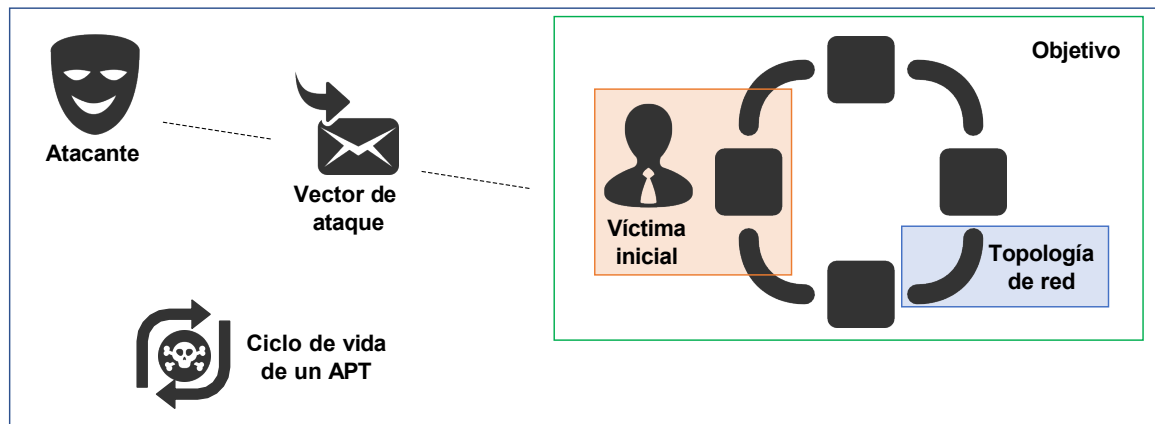 Atacante
Vector de
ataque
Objetivo
Víctima
inicial
Topología
de red
Ciclo de vida
de un APT